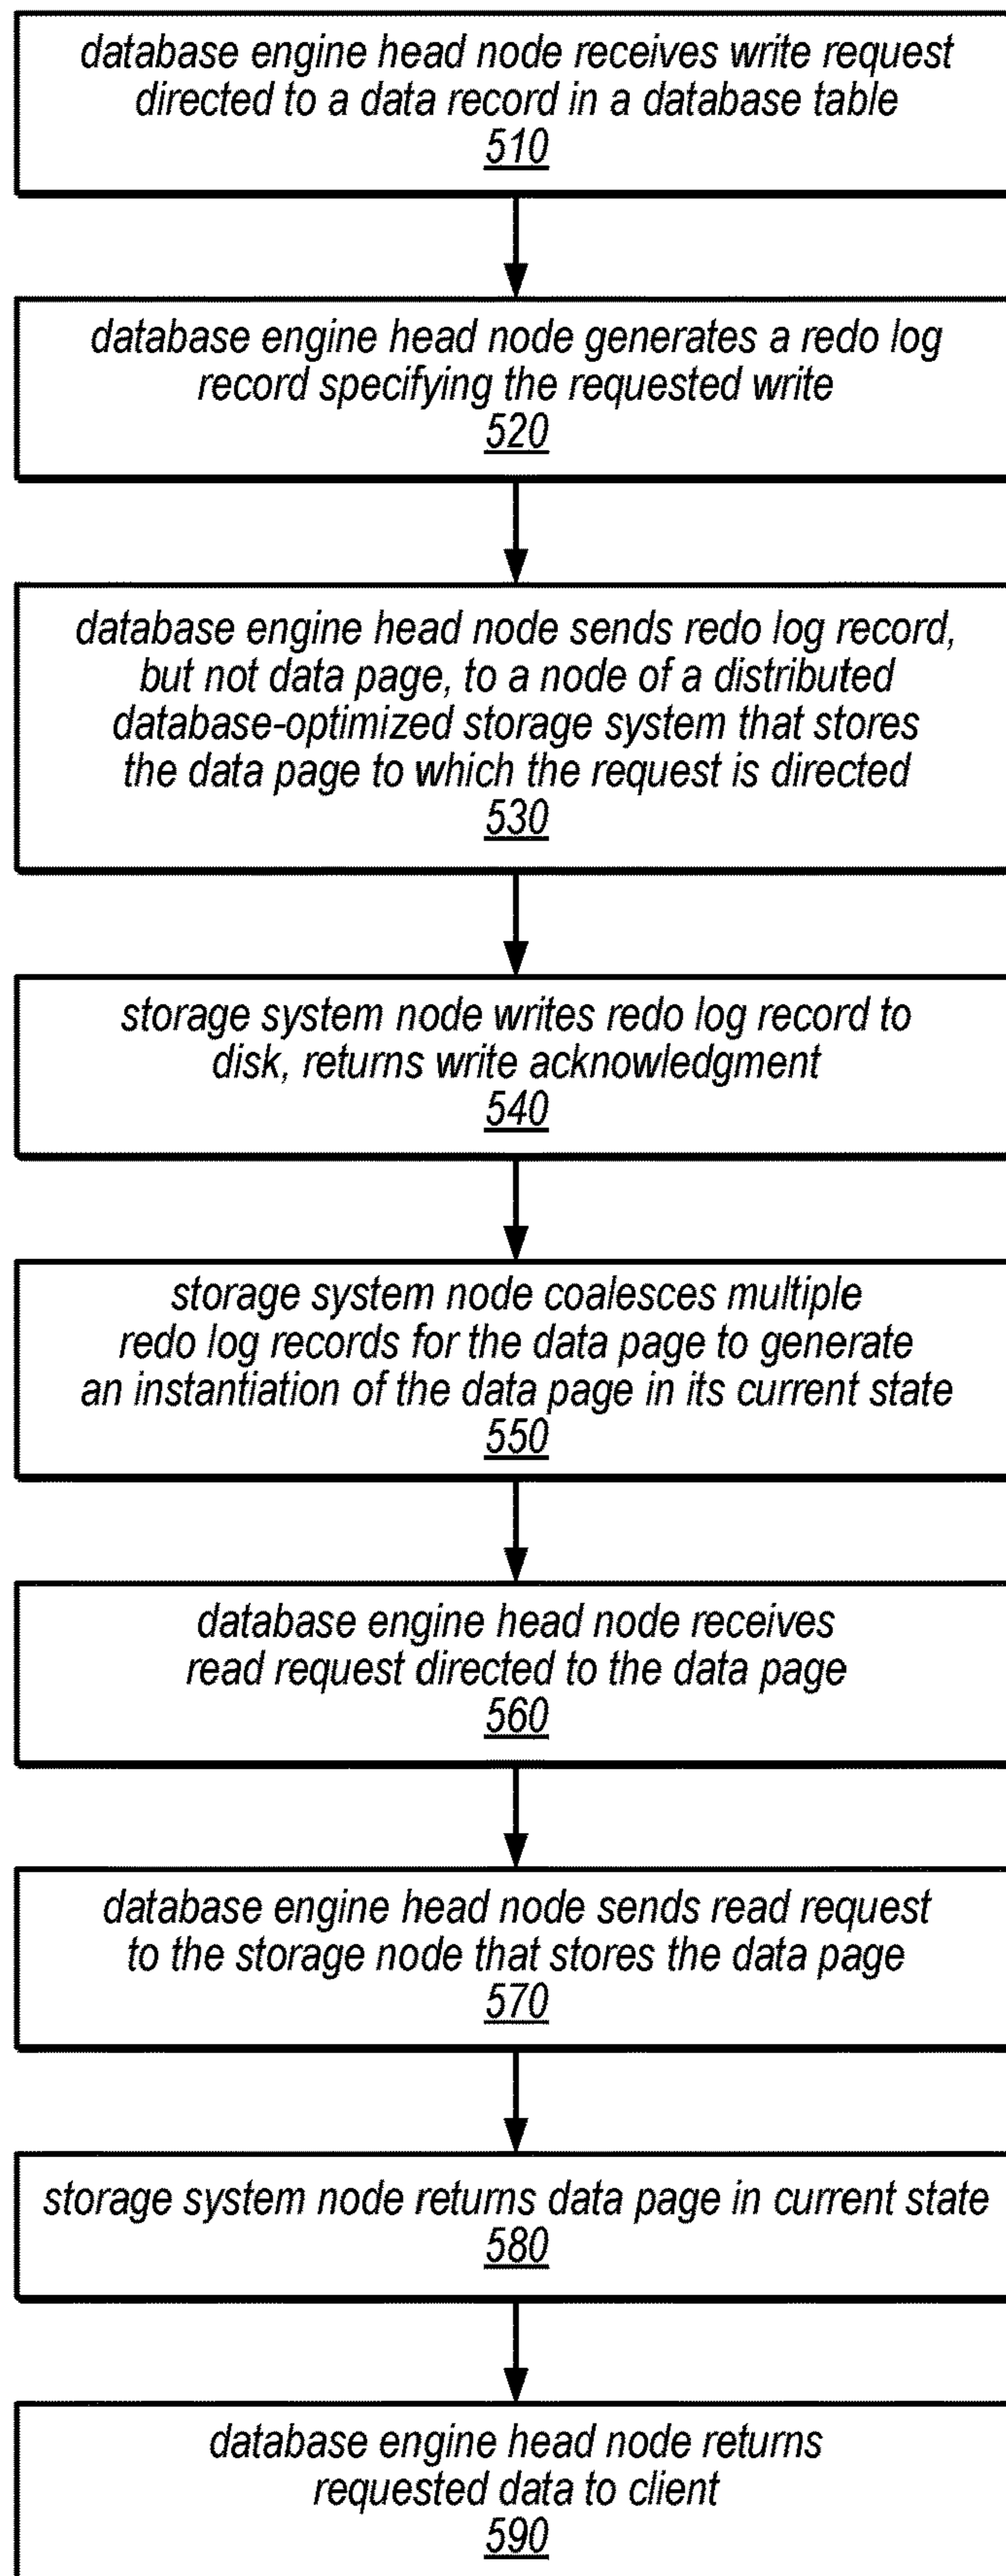 database engine head node receives write request
directed to a data record in a database table
510
database engine head node generates a redo log
record specifying the requested write
520
database engine head node sends redo log record,
but not data page, to a node of a distributed
database-optimized storage system that stores
the data page to which the request is directed
530
storage system node writes redo log record to
disk, returns write acknowledgment
540
storage system node coalesces multiple
redo log records for the data page to generate
an instantiation of the data page in its current state
550
database engine head node receives
read request directed to the data page
560
database engine head node sends read request
to the storage node that stores the data page
570
storage system node returns data page in current state
580
database engine head node returns
requested data to client
590